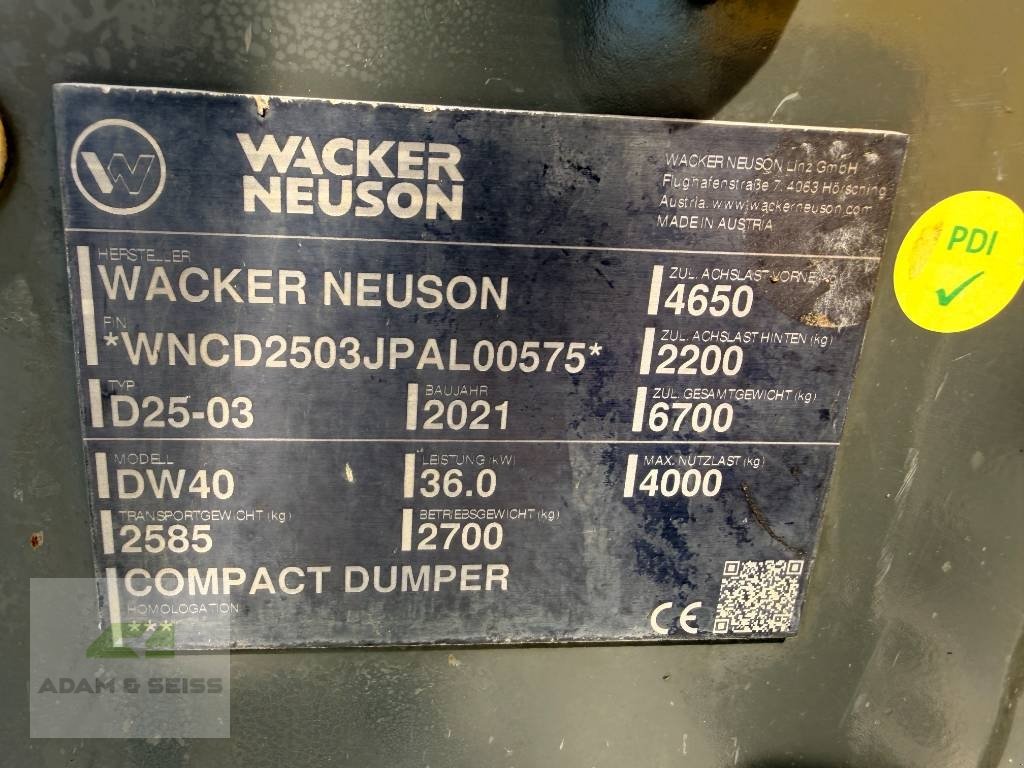 W
WACKER
NEUSON
WACKER NEUSON Linz GmbH
Flughafenstraße 7, 4063 Hörsching
Austria. www.wackerneuson.com
MADE IN AUSTRIA
HERSTELLER
WACKER NEUSON
FIN
*WNCD2503JPAL00575*
TYP
D25-03
BAUJAHR
2021
ZUL. ACHSLAST VORNE
4650
ZUL. ACHSLAST HINTEN (kg)
2200
ZUL. GESAMTGEWICHT (kg)
6700
MODELL
DW40
LEISTUNG (kW)
36.0
MAX. NUTZLAST (kg)
4000
TRANSPORTGEWICHT (kg)
2585
BETRIEBSGEWICHT (kg)
2700
COMPACT DUMPER
HOMOLOGATION
***
CE
PDI
ADAM & SEISS